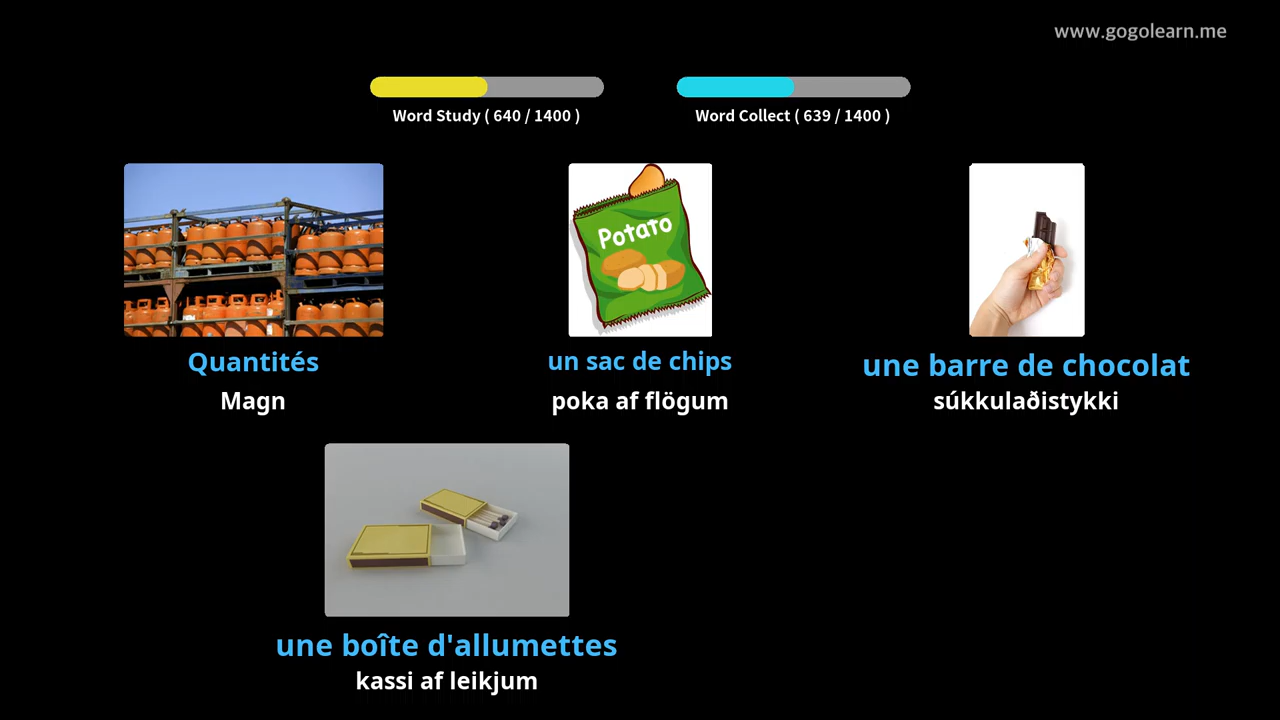 www.gogolearn.me
Word Study ( 640 / 1400 )
Word Collect ( 639 / 1400 )
Potato
Quantités
Magn
un sac de chips
poka af flögum
une barre de chocolat
súkkulaðistykki
une boîte d'allumettes
kassi af leikjum